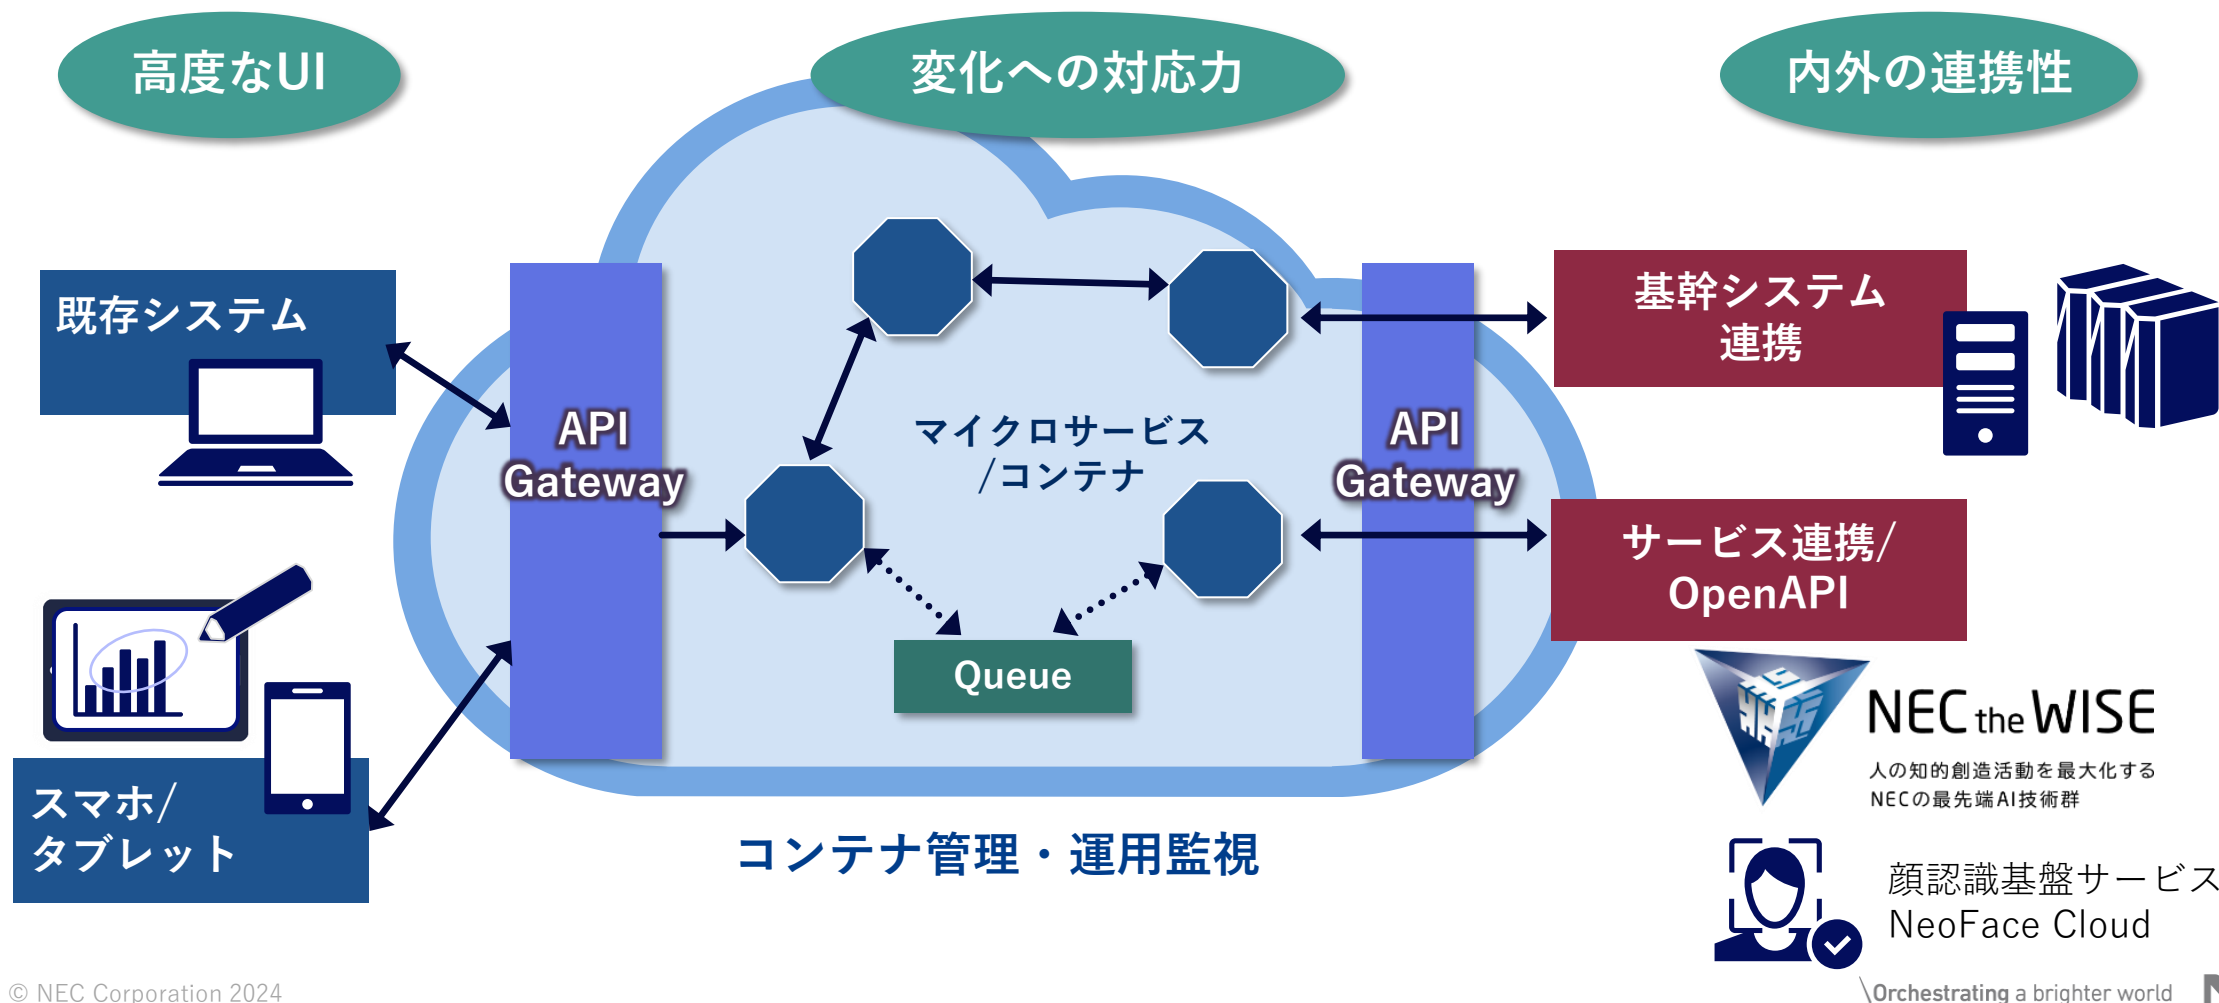 高度なUI
変化への対応力
内外の連携性
既存システム
API
Gateway
マイクロサービス
/コンテナ
API
Gateway
基幹システム
連携
サービス連携/
OpenAPI
Queue
スマホ/
タブレット
コンテナ管理・運用監視
NEC the WISE
人の知的創造活動を最大化する
NECの最先端AI技術群
顔認識基盤サービス
NeoFace Cloud
© NEC Corporation 2024
\Orchestrating a brighter world